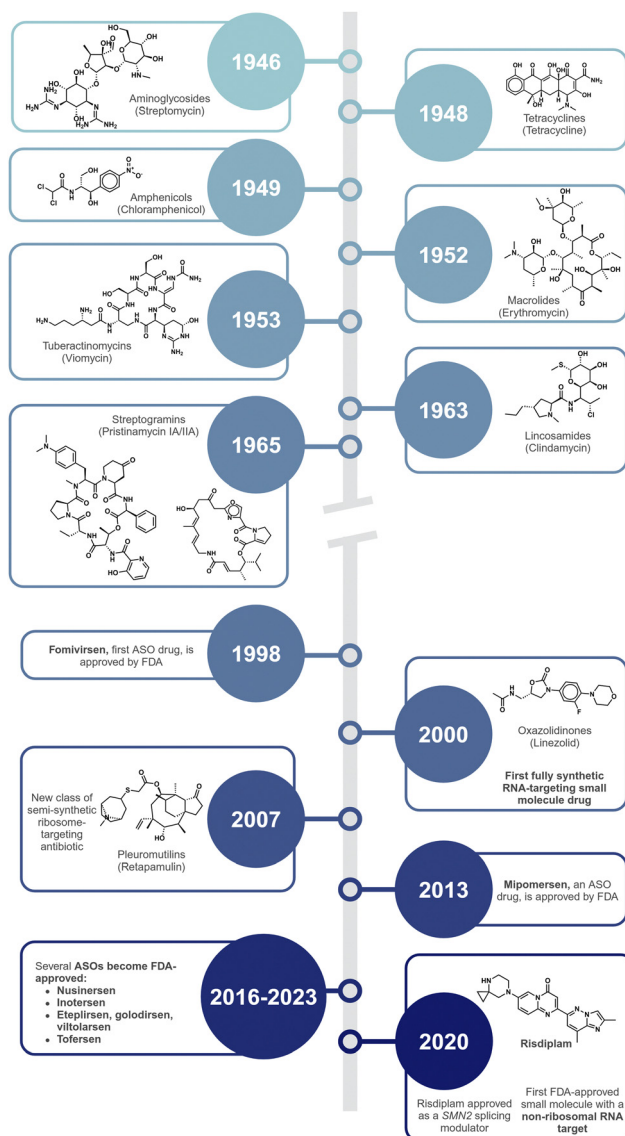 1946
Aminoglycosides
(Streptomycin)
1948
Tetracyclines
(Tetracycline)
1949
Amphenicols
(Chloramphenicol)
1952
Macrolides
(Erythromycin)
1953
Tuberactinomycins
(Viomycin)
1963
Lincosamides
(Clindamycin)
1965
Streptogramins
(Pristinamycin IA/IIA)
1998
Fomivirsen, first ASO drug, is
approved by FDA
2000
Oxazolidinones
(Linezolid)
First fully synthetic
RNA-targeting small
molecule drug
2007
New class of
semi-synthetic
ribosome-
targeting
antibiotic
Pleuromutilins
(Retapamulin)
2013
Mipomersen, an ASO
drug, is approved by FDA
2016-2023
Several ASOs become FDA-
approved:
• Nusinersen
• Inotersen
• Eteplirsen, golodirsen,
viltolarsen
• Tofersen
2020
Risdiplam
Risdiplam approved
as a SMN2 splicing
modulator
First FDA-approved
small molecule with a
non-ribosomal RNA
target